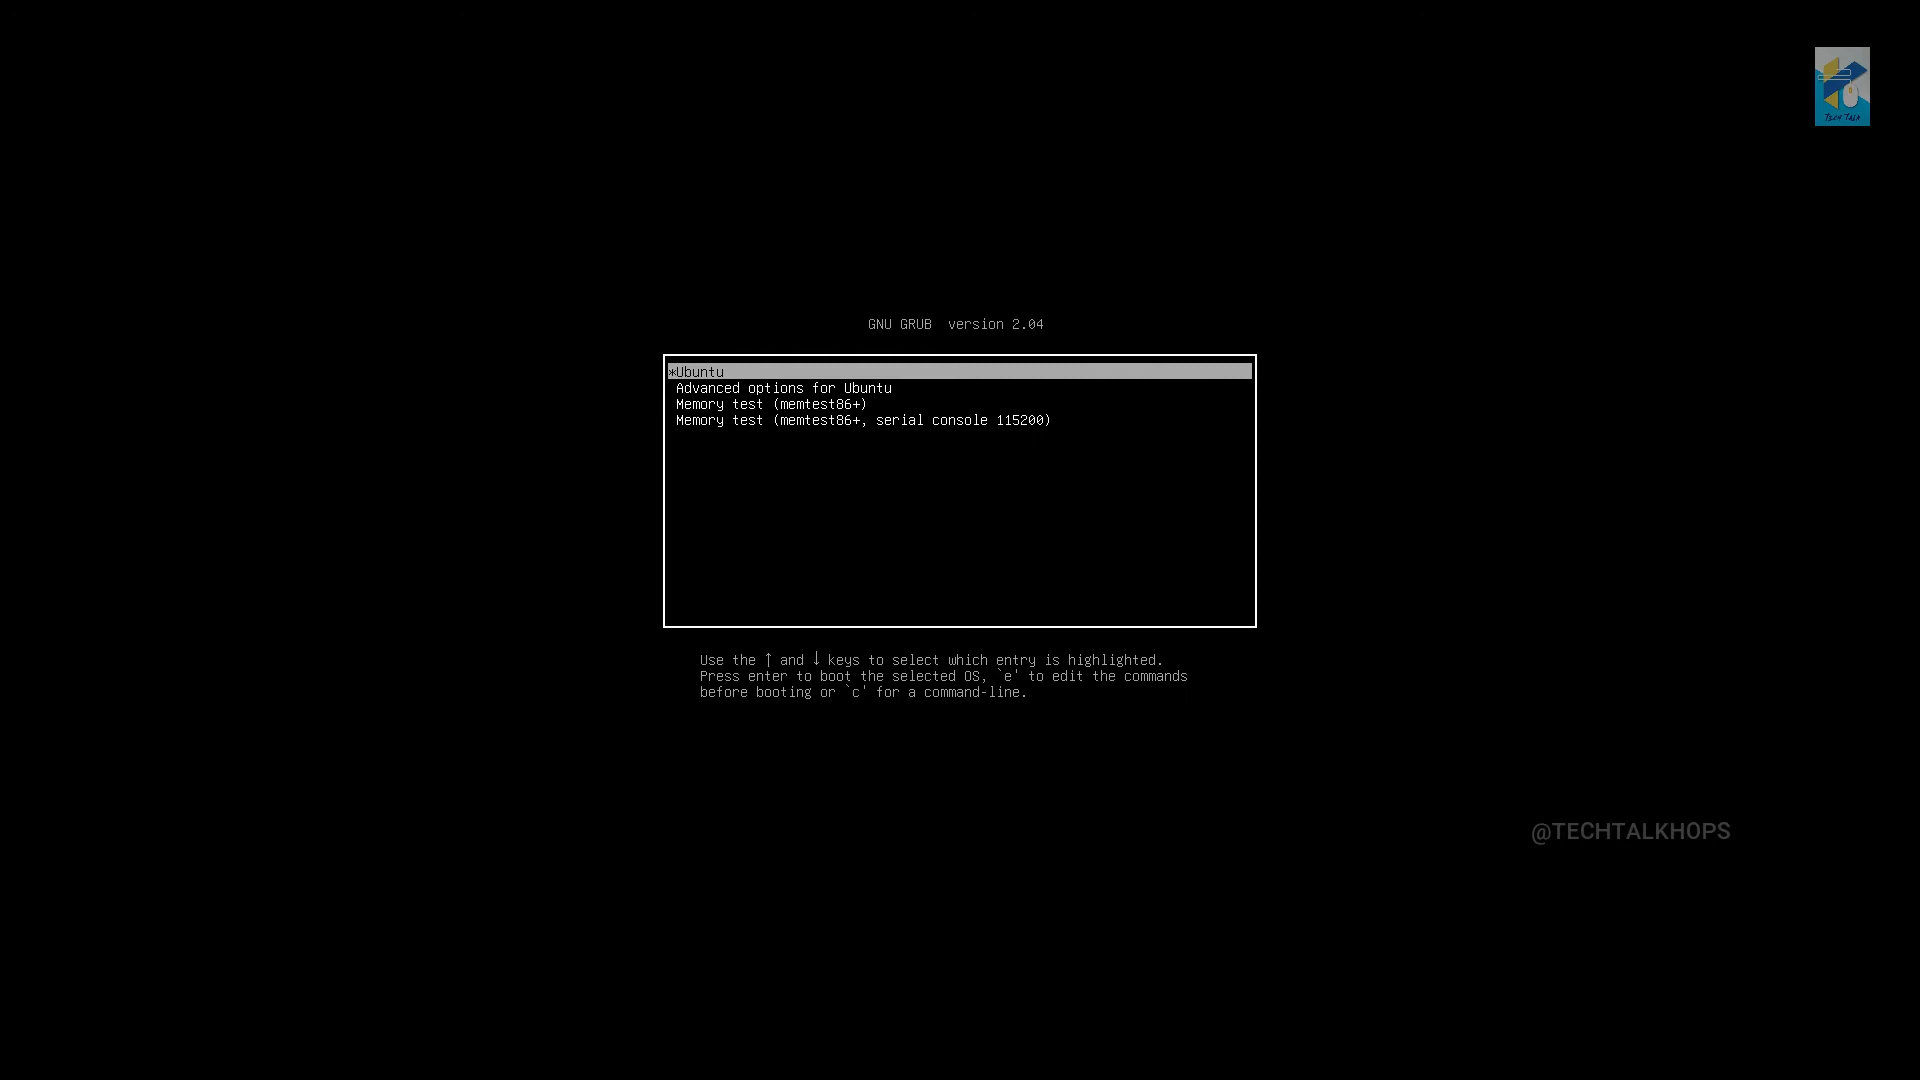 Tech Talk
GNU GRUB  version 2.04
*Ubuntu
Advanced options for Ubuntu
Memory test (memtest86+)
Memory test (memtest86+, serial console 115200)
Use the ↑ and ↓ keys to select which entry is highlighted.
Press enter to boot the selected OS, `e' to edit the commands
before booting or `c' for a command-line.
@TECHTALKHOPS